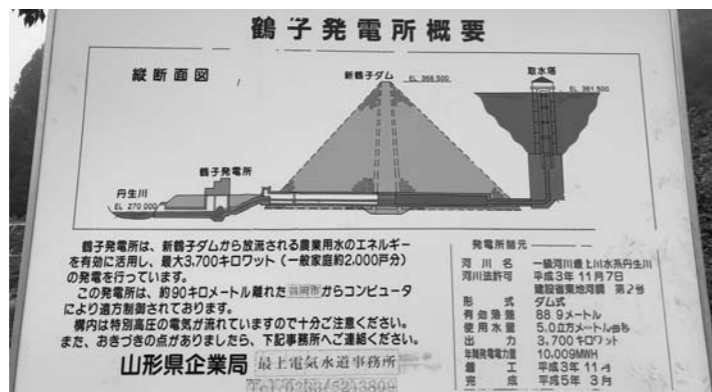 鶴子発電所概要
縦断面図
新鶴子ダム
EL 366 500
取水塔
EL 361 500
鶴子発電所
丹生川
EL 270 000
鶴子発電所は、新鶴子ダムから放流される農業用水のエネルギー
を有効に活用し、最大3,700キロワット(一般家庭約2,000戸分)
の発電を行っています。
この発電所は、約90キロメートル離れた からコンピュータ
により遠方制御されております。
構内は特別高圧の電気が流れていますので十分ご注意ください。
また、おきづきの点がありましたら、下記事務所へご連絡ください。
山形県企業局 最上電気水道事務所
発電所諸元
河川名 一級河川最上川水系丹生川
河川法許可 平成3年11月7日
建設省東地河調 第2号
形式 ダム式
有効落差 88.9メートル
使用水量 5.0立方メートル毎秒
出力 3,700キロワット
年間発電電力量 10,009MWH
着工 平成3年11月
完成 平成5年3月